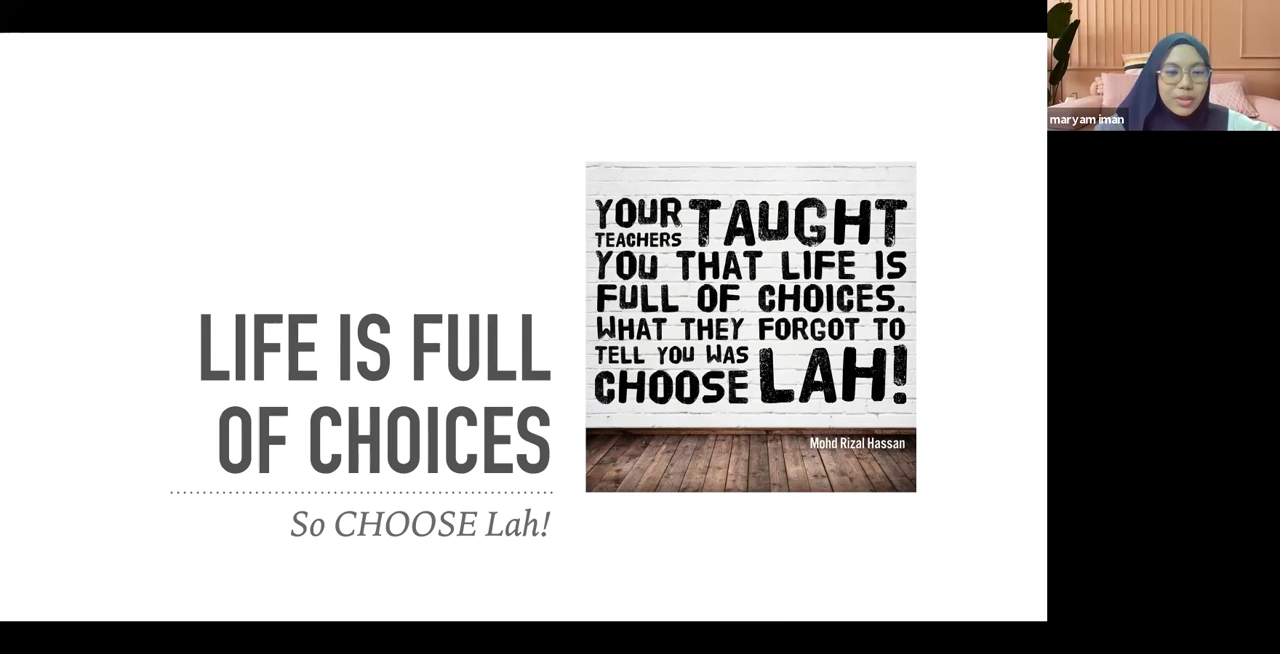 LIFE IS FULL
OF CHOICES
So CHOOSE Lah!
YOUR TEACHERS TAUGHT
YOU THAT LIFE IS
FULL OF CHOICES.
WHAT THEY FORGOT TO
TELL YOU WAS
CHOOSE LAH!
Mohd Rizal Hassan
maryam iman